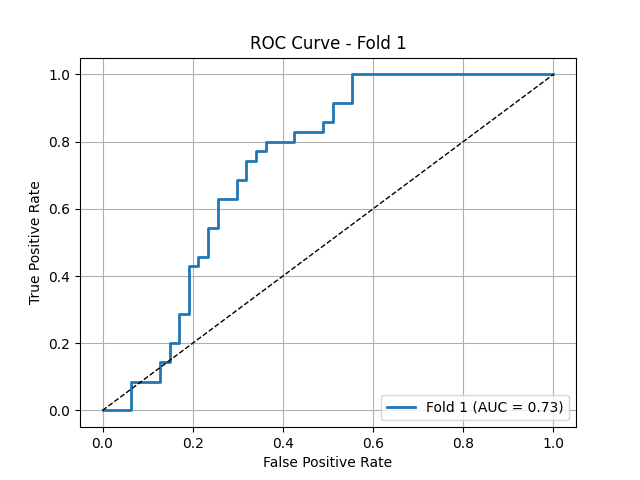 ROC Curve - Fold 1
True Positive Rate
1.0
0.8
0.6
0.4
0.2
0.0
0.0 0.2 0.4 0.6 0.8 1.0
False Positive Rate
Fold 1 (AUC = 0.73)